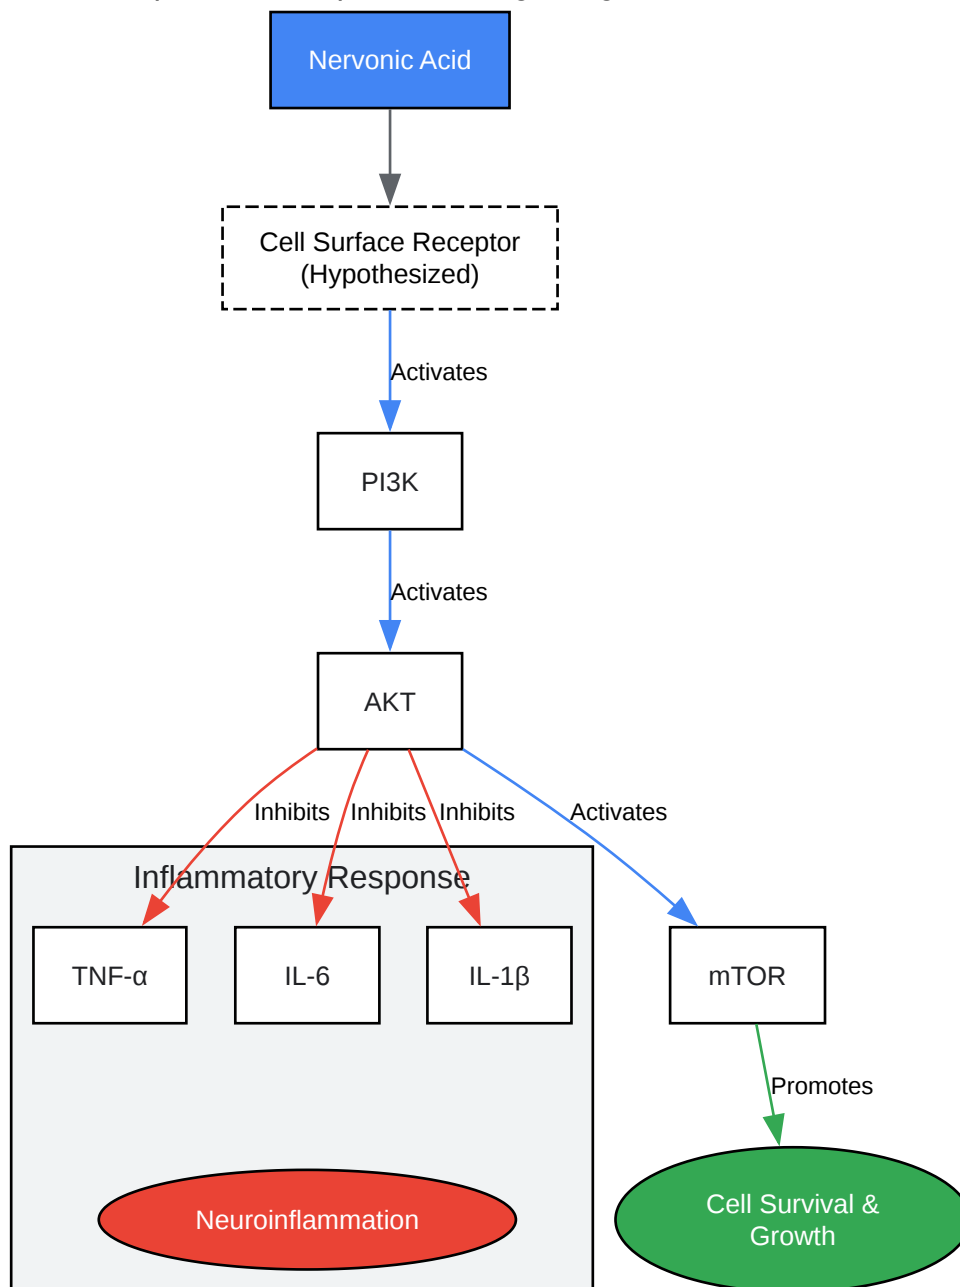 Nervonic Acid
Cell Surface Receptor
(Hypothesized)
Activates
PI3K
Activates
AKT
Inhibits
Inhibits
Inhibits
Activates
Inflammatory Response
TNF-α
IL-6
IL-1β
mTOR
Promotes
Neuroinflammation
Cell Survival &
Growth